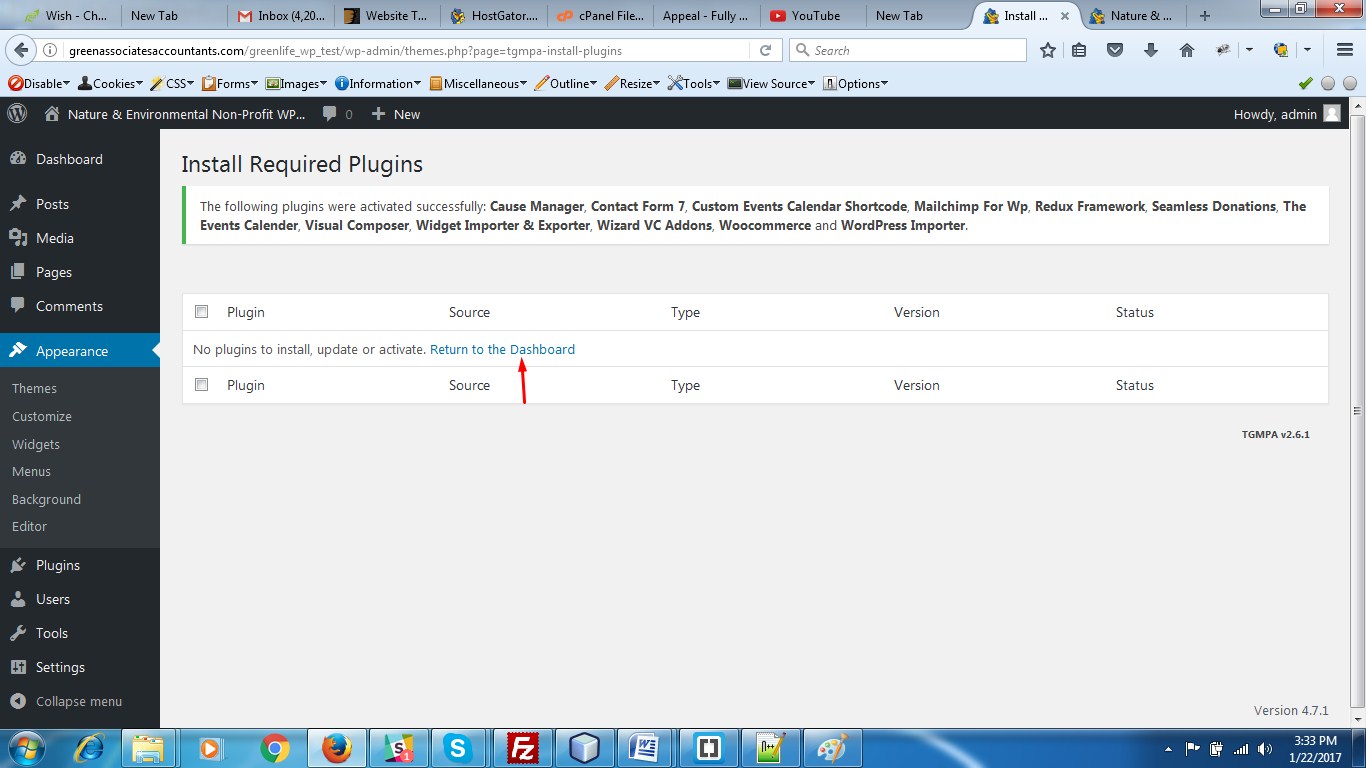 Wish - Ch... New Tab Inbox (4,20... Website T... HostGator.... cPanel File... Appeal - Fully ... YouTube New Tab Install ... Nature & ...
greenassociatesaccountants.com/greenlife_wp_test/wp-admin/themes.php?page=tgmpa-install-plugins Search
Disable Cookies CSS Forms Images Information Miscellaneous Outline Resize Tools View Source Options
Nature & Environmental Non-Profit WP... 0 New Howdy, admin
Dashboard
Posts
Media
Pages
Comments
Appearance
Themes
Customize
Widgets
Menus
Background
Editor
Plugins
Users
Tools
Settings
Collapse menu
Install Required Plugins
The following plugins were activated successfully: Cause Manager, Contact Form 7, Custom Events Calendar Shortcode, Mailchimp For Wp, Redux Framework, Seamless Donations, The
Events Calender, Visual Composer, Widget Importer & Exporter, Wizard VC Addons, Woocommerce and WordPress Importer.
Plugin Source Type Version Status
No plugins to install, update or activate. Return to the Dashboard
Plugin Source Type Version Status
TGMPA v2.6.1
Version 4.7.1
3:33 PM
1/22/2017